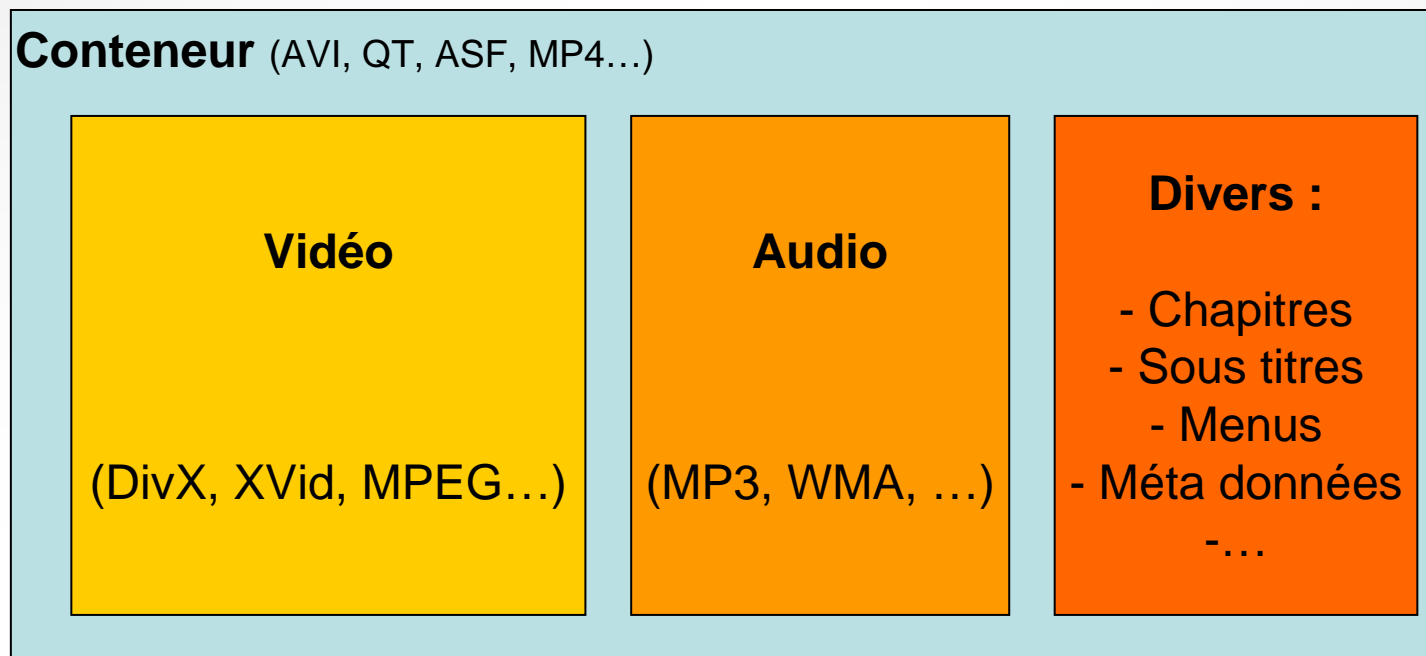 Conteneur (AVI, QT, ASF, MP4…)
Vidéo
(DivX, XVid, MPEG…)
Audio
(MP3, WMA, …)
Divers :
- Chapitres
- Sous titres
- Menus
- Méta données
-…